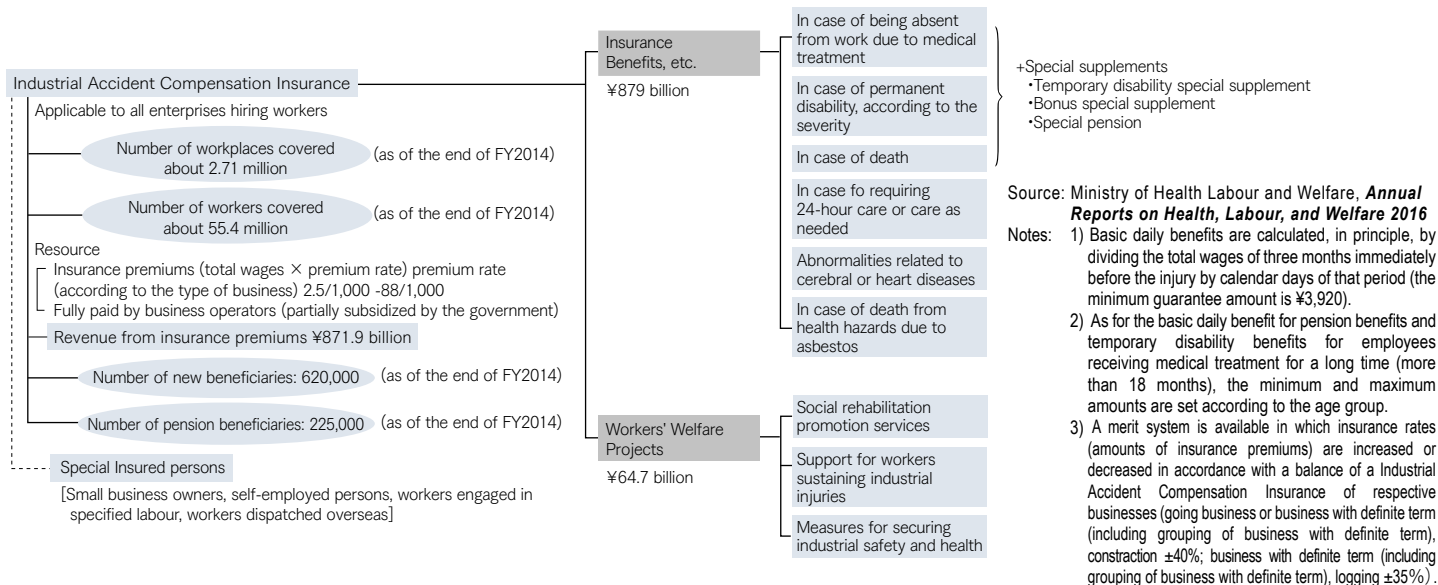 Industrial Accident Compensation Insurance
Applicable to all enterprises hiring workers
Number of workplaces covered
about 2.71 million
(as of the end of FY2014)
Number of workers covered
about 55.4 million
(as of the end of FY2014)
Resource
Insurance premiums (total wages × premium rate) premium rate
(according to the type of business) 2.5/1,000 -88/1,000
Fully paid by business operators (partially subsidized by the government)
Revenue from insurance premiums ¥871.9 billion
Number of new beneficiaries: 620,000
(as of the end of FY2014)
Number of pension beneficiaries: 225,000
(as of the end of FY2014)
Special Insured persons
[Small business owners, self-employed persons, workers engaged in
specified labour, workers dispatched overseas]
Insurance
Benefits, etc.
¥879 billion
In case of being absent
from work due to medical
treatment
In case of permanent
disability, according to the
severity
In case of death
In case fo requiring
24-hour care or care as
needed
Abnormalities related to
cerebral or heart diseases
In case of death from
health hazards due to
asbestos
+Special supplements
•Temporary disability special supplement
•Bonus special supplement
•Special pension
Workers' Welfare
Projects
¥64.7 billion
Social rehabilitation
promotion services
Support for workers
sustaining industrial
injuries
Measures for securing
industrial safety and health
Source: Ministry of Health Labour and Welfare, Annual
Reports on Health, Labour, and Welfare 2016
Notes: 1) Basic daily benefits are calculated, in principle, by
dividing the total wages of three months immediately
before the injury by calendar days of that period (the
minimum guarantee amount is ¥3,920).
2) As for the basic daily benefit for pension benefits and
temporary disability benefits for employees
receiving medical treatment for a long time (more
than 18 months), the minimum and maximum
amounts are set according to the age group.
3) A merit system is available in which insurance rates
(amounts of insurance premiums) are increased or
decreased in accordance with a balance of a Industrial
Accident Compensation Insurance of respective
businesses (going business or business with definite term
(including grouping of business with definite term),
constraction ±40%; business with definite term (including
grouping of business with definite term), logging ±35%).